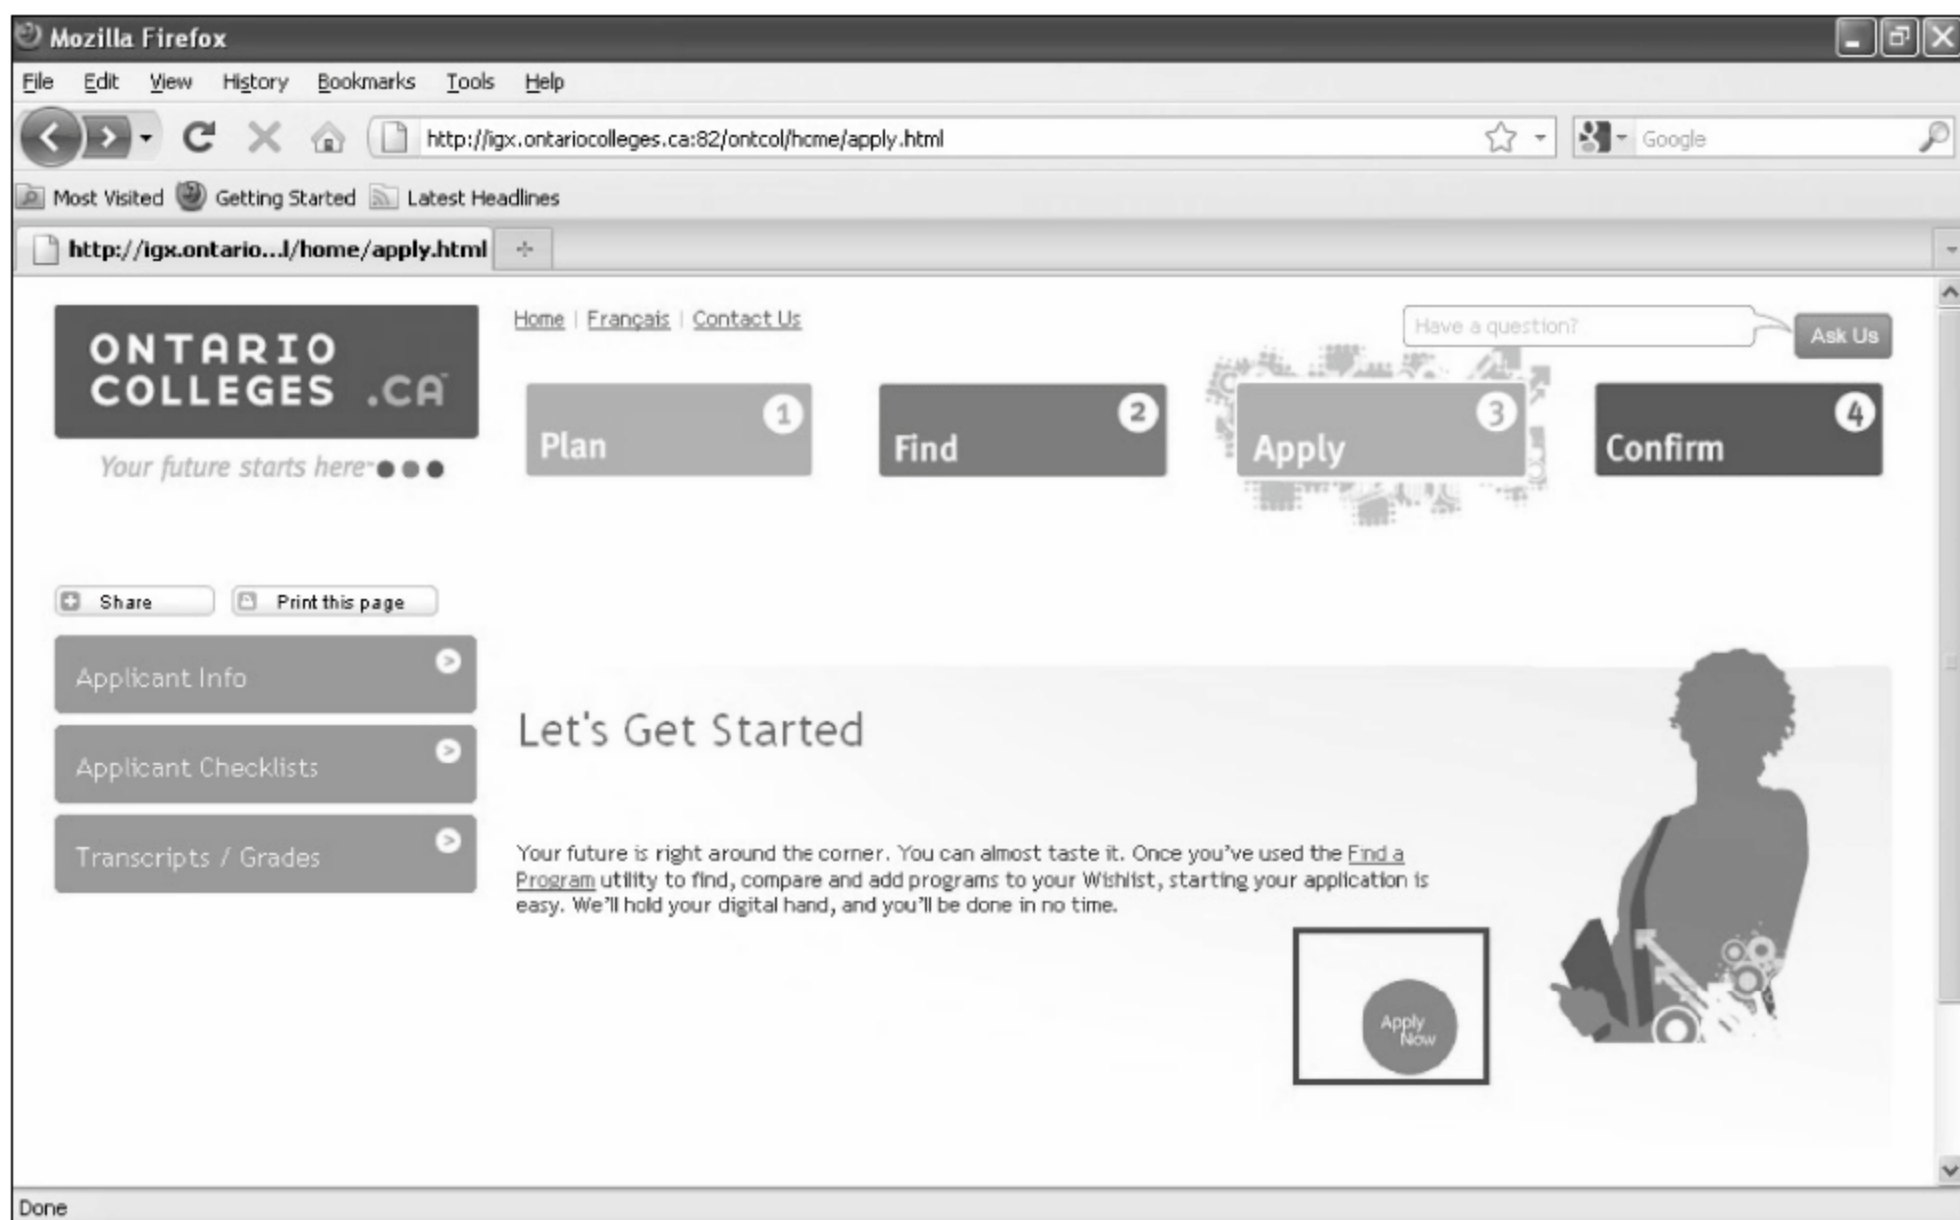 Mozilla Firefox
File Edit View History Bookmarks Tools Help
http://igx.ontariocolleges.ca:82/ontcol/hcme/apply.html
Google
Most Visited Getting Started Latest Headlines
http://igx.ontario...l/home/apply.html
ONTARIO
COLLEGES .CA
Your future starts here
Home | Français | Contact Us
Have a question?
Ask Us
Plan 1
Find 2
Apply 3
Confirm 4
Share
Print this page
Applicant Info
Applicant Checklists
Transcripts / Grades
Let's Get Started
Your future is right around the corner. You can almost taste it. Once you've used the Find a
Program utility to find, compare and add programs to your Wishlist, starting your application is
easy. We'll hold your digital hand, and you'll be done in no time.
Apply
Now
Done